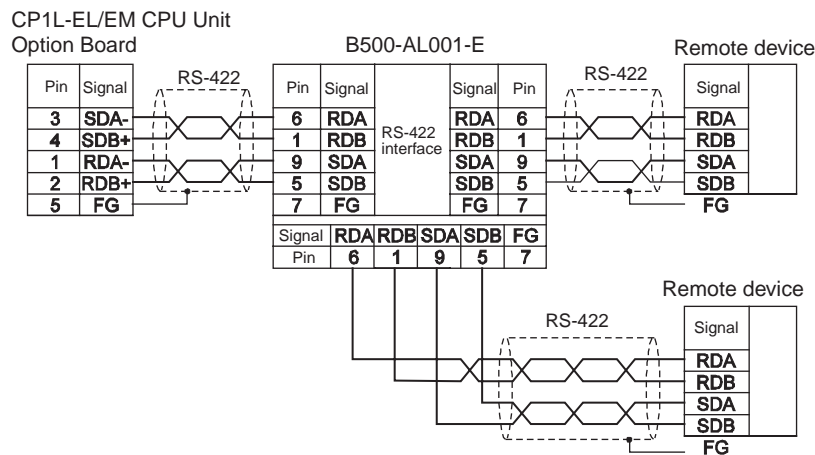 CP1L-EL/EM CPU Unit
Option Board
B500-AL001-E
Remote device
Pin Signal RS-422 Pin Signal Signal Pin RS-422 Signal
3 SDA- 6 RDA RDA 6 RDA
4 SDB+ 1 RDB RS-422 RDB 1 RDB
interface
1 RDA- 9 SDA SDA 9 SDA
2 RDB+ 5 SDB SDB 5 SDB
5 FG 7 FG FG 7 FG
Signal RDA RDB SDA SDB FG
Pin 6 1 9 5 7
Remote device
RS-422
Signal
RDA
RDB
SDA
SDB
FG